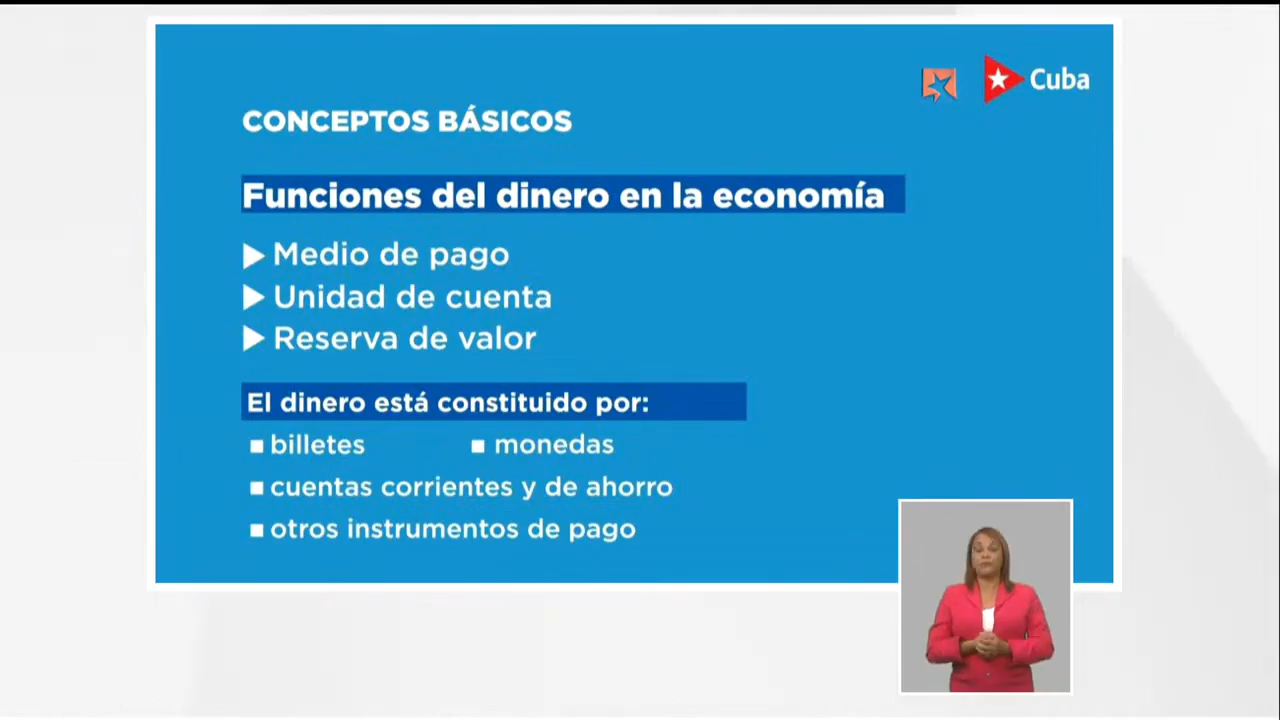 Cuba
CONCEPTOS BÁSICOS
Funciones del dinero en la economía
Medio de pago
Unidad de cuenta
Reserva de valor
El dinero está constituido por:
billetes monedas
cuentas corrientes y de ahorro
otros instrumentos de pago